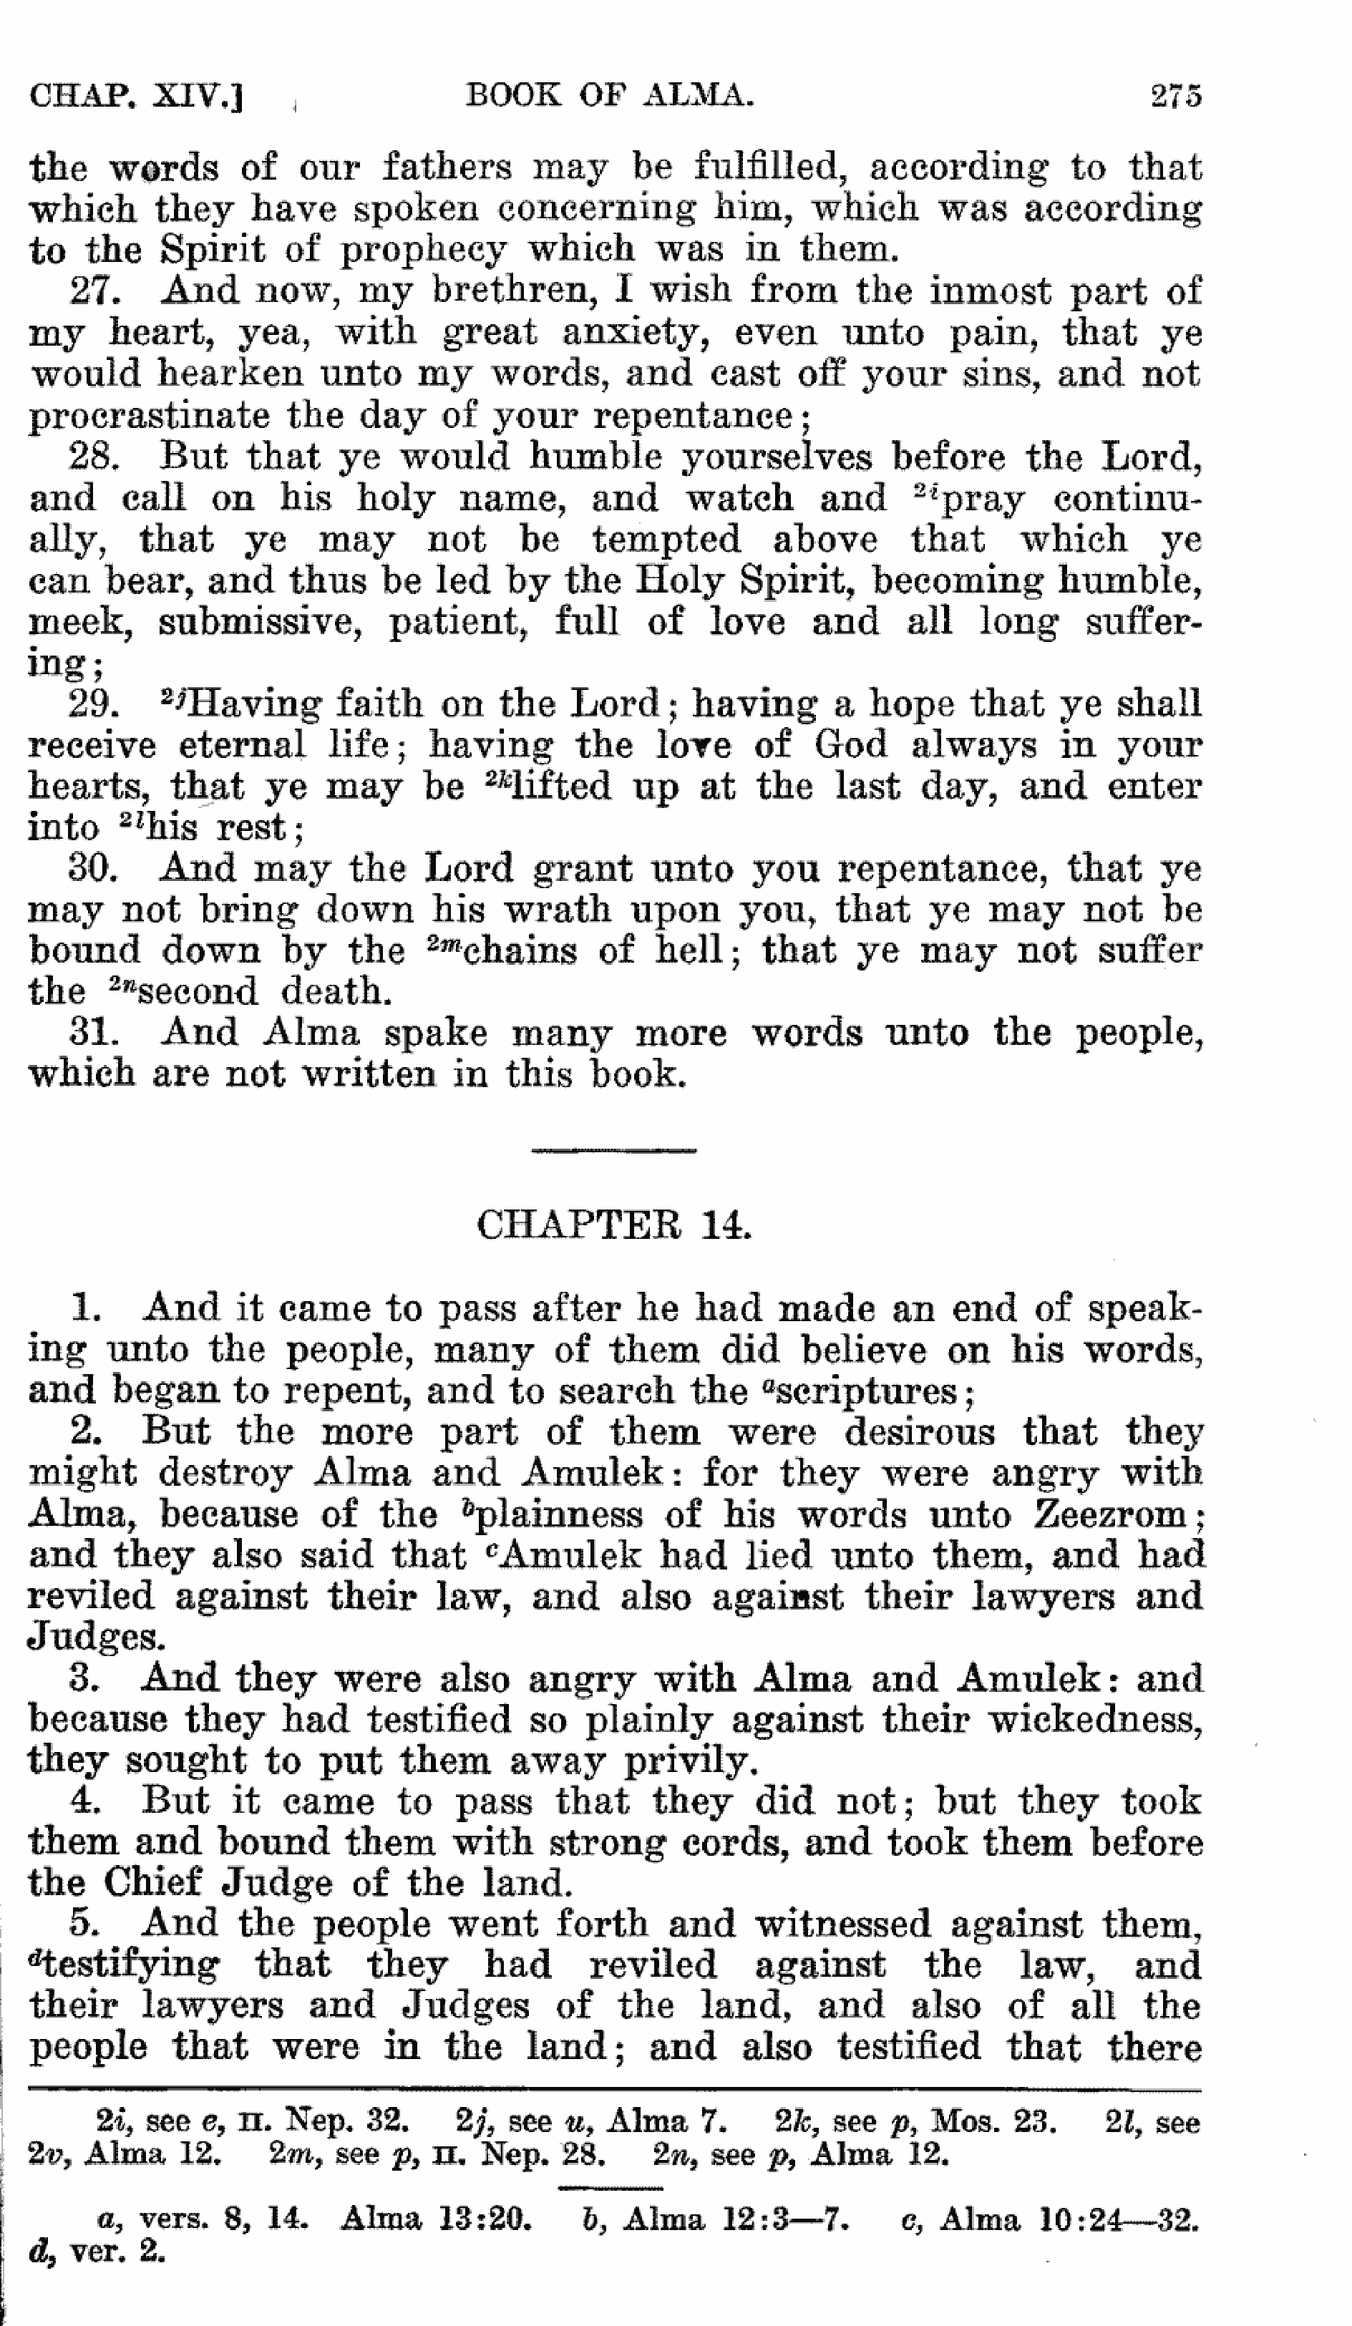 CHAP. XIV.] BOOK OF ALMA. 275
the words of our fathers may be fulfilled, according to that
which they have spoken concerning him, which was according
to the Spirit of prophecy which was in them.
27. And now, my brethren, I wish from the inmost part of
my heart, yea, with great anxiety, even unto pain, that ye
would hearken unto my words, and cast off your sins, and not
procrastinate the day of your repentance;
28. But that ye would humble yourselves before the Lord,
and call on his holy name, and watch and 2ipray continu-
ally, that ye may not be tempted above that which ye
can bear, and thus be led by the Holy Spirit, becoming humble,
meek, submissive, patient, full of love and all long suffer-
ing;
29. 2jHaving faith on the Lord; having a hope that ye shall
receive eternal life; having the love of God always in your
hearts, that ye may be 2klifted up at the last day, and enter
into 2lhis rest;
30. And may the Lord grant unto you repentance, that ye
may not bring down his wrath upon you, that ye may not be
bound down by the 2mchains of hell; that ye may not suffer
the 2nsecond death.
31. And Alma spake many more words unto the people,
which are not written in this book.
CHAPTER 14.
1. And it came to pass after he had made an end of speak-
ing unto the people, many of them did believe on his words,
and began to repent, and to search the ascriptures;
2. But the more part of them were desirous that they
might destroy Alma and Amulek: for they were angry with
Alma, because of the bplainness of his words unto Zeezrom;
and they also said that cAmulek had lied unto them, and had
reviled against their law, and also against their lawyers and
Judges.
3. And they were also angry with Alma and Amulek: and
because they had testified so plainly against their wickedness,
they sought to put them away privily.
4. But it came to pass that they did not; but they took
them and bound them with strong cords, and took them before
the Chief Judge of the land.
5. And the people went forth and witnessed against them,
dtestifying that they had reviled against the law, and
their lawyers and Judges of the land, and also of all the
people that were in the land; and also testified that there
2i, see e, II. Nep. 32. 2j, see u, Alma 7. 2k, see p, Mos. 23. 2l, see
2v, Alma 12. 2m, see p, II. Nep. 28. 2n, see p, Alma 12.
a, vers. 8, 14. Alma 13:20. b, Alma 12:3—7. c, Alma 10:24—32.
d, ver. 2.